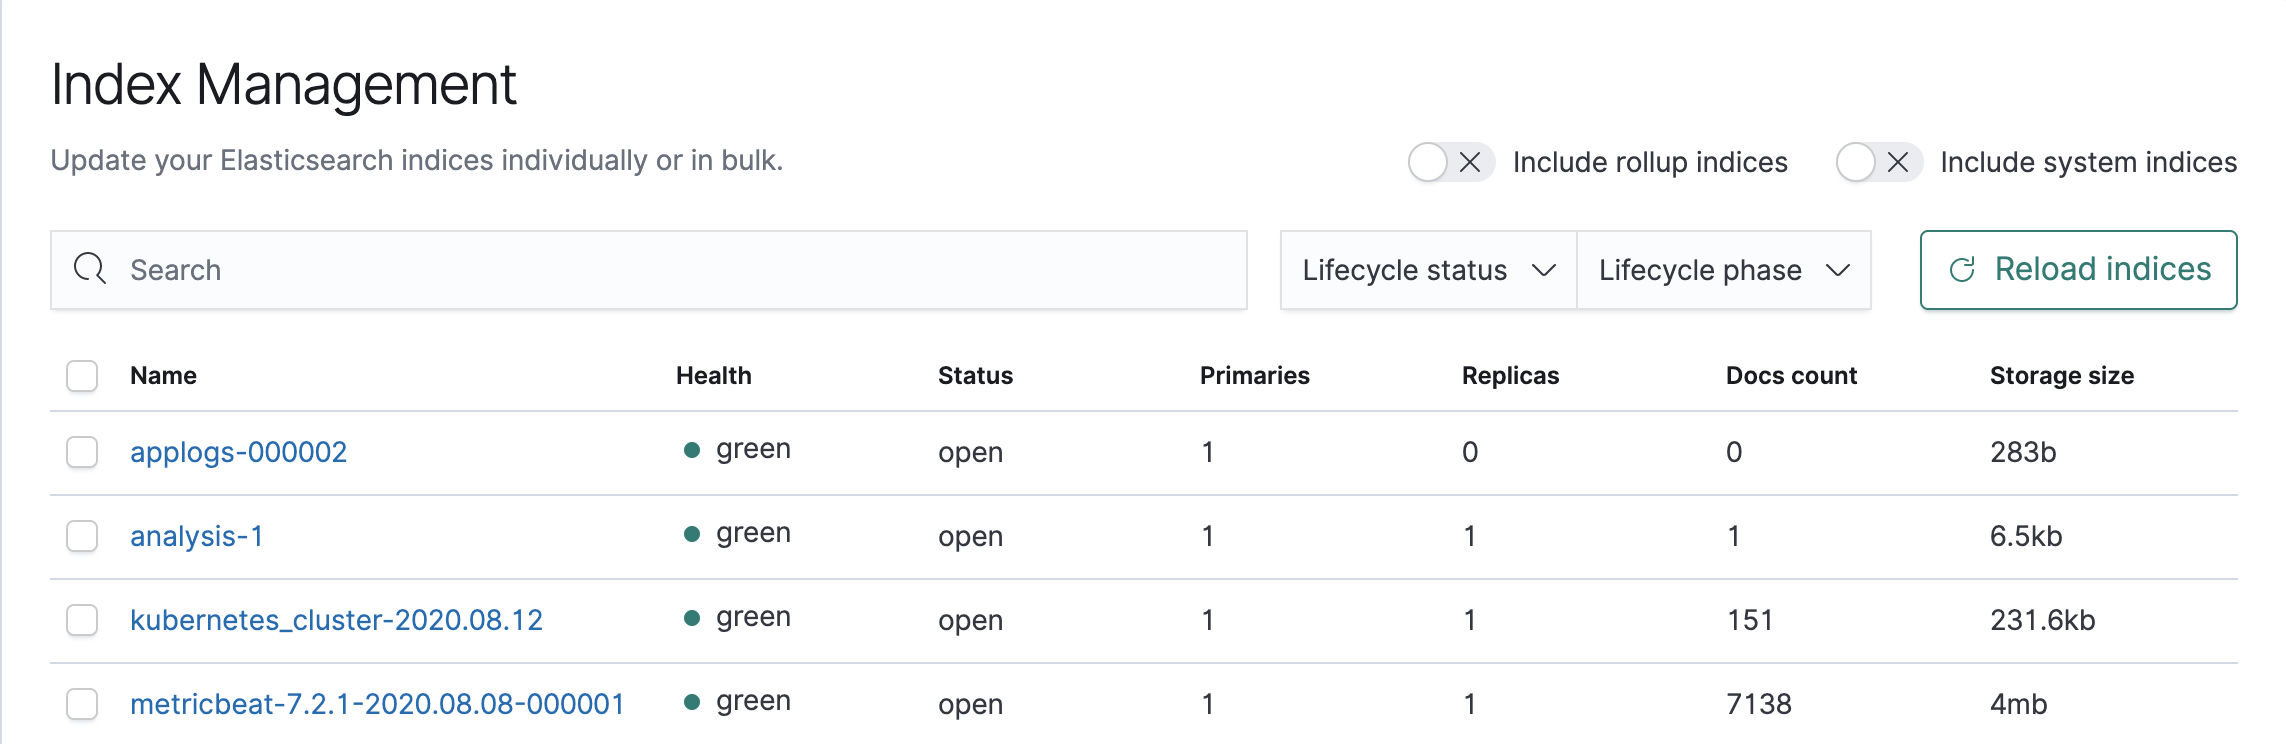 Index Management
Update your Elasticsearch indices individually or in bulk.
Include rollup indices Include system indices
Search Lifecycle status Lifecycle phase Reload indices
Name Health Status Primaries Replicas Docs count Storage size
applogs-000002 green open 1 0 0 283b
analysis-1 green open 1 1 1 6.5kb
kubernetes_cluster-2020.08.12 green open 1 1 151 231.6kb
metricbeat-7.2.1-2020.08.08-000001 green open 1 1 7138 4mb